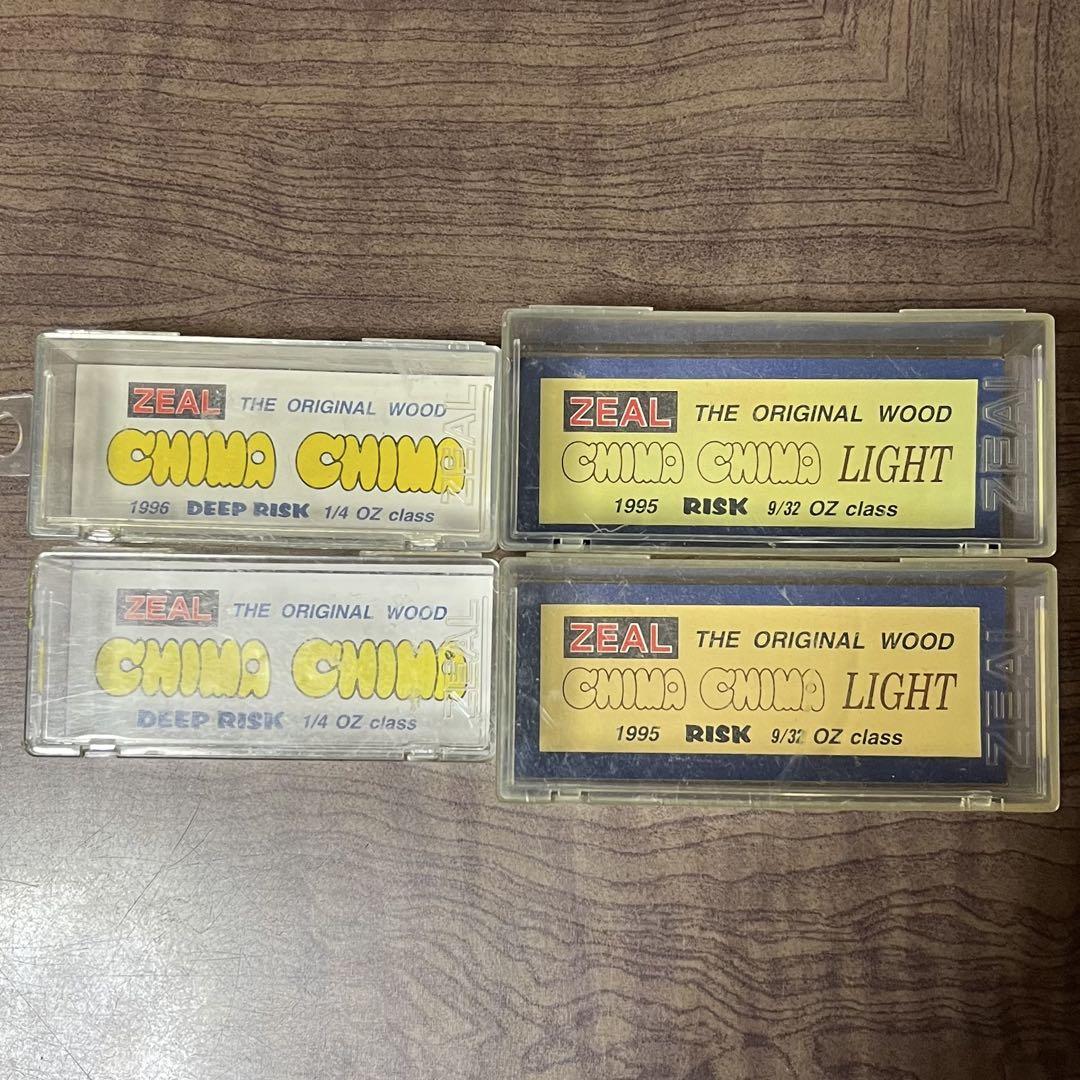 ZEAL THE ORIGINAL WOOD
CHIMA CHIMA
1996 DEEP RISK 1/4 OZ class
ZEAL
ZEAL THE ORIGINAL WOOD
CHIMA CHIMA LIGHT
1995 RISK 9/32 OZ class
ZEAL
ZEAL THE ORIGINAL WOOD
CHIMA CHIMA
DEEP RISK 1/4 OZ class
ZEAL
ZEAL THE ORIGINAL WOOD
CHIMA CHIMA LIGHT
1995 RISK 9/32 OZ class
ZEAL